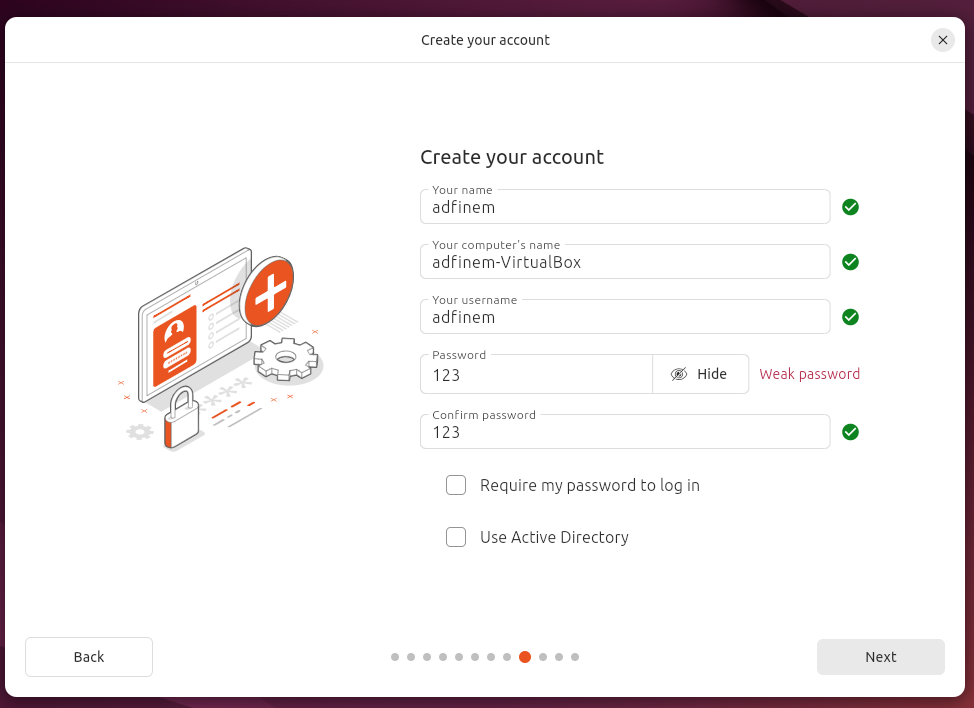 Create your account
Create your account
Your name
adfinem
Your computer's name
adfinem-VirtualBox
Your username
adfinem
Password
123 Hide Weak password
Confirm password
123
Require my password to log in
Use Active Directory
Back Next